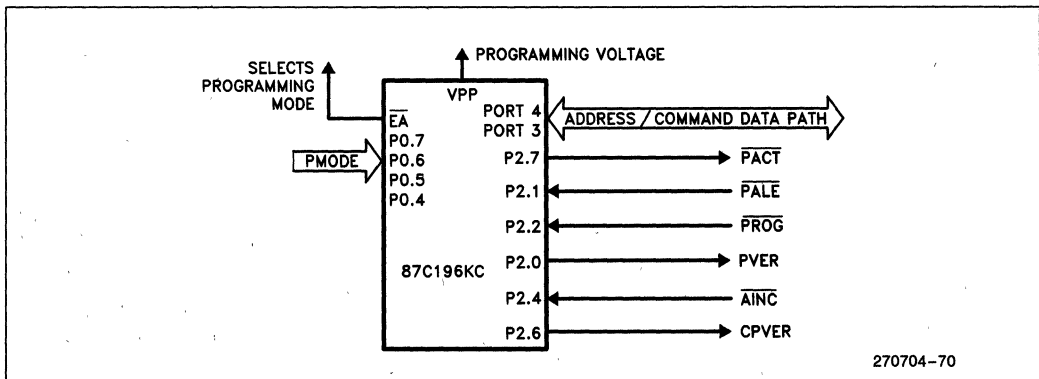 PROGRAMMING VOLTAGE
SELECTS
PROGRAMMING
MODE
VPP
EA
P0.7
P0.6
P0.5
P0.4
PMODE
87C196KC
PORT 4
PORT 3
ADDRESS / COMMAND DATA PATH
P2.7 PACT
P2.1 PALE
P2.2 PROG
P2.0 PVER
P2.4 AINC
P2.6 CPVER
270704-70